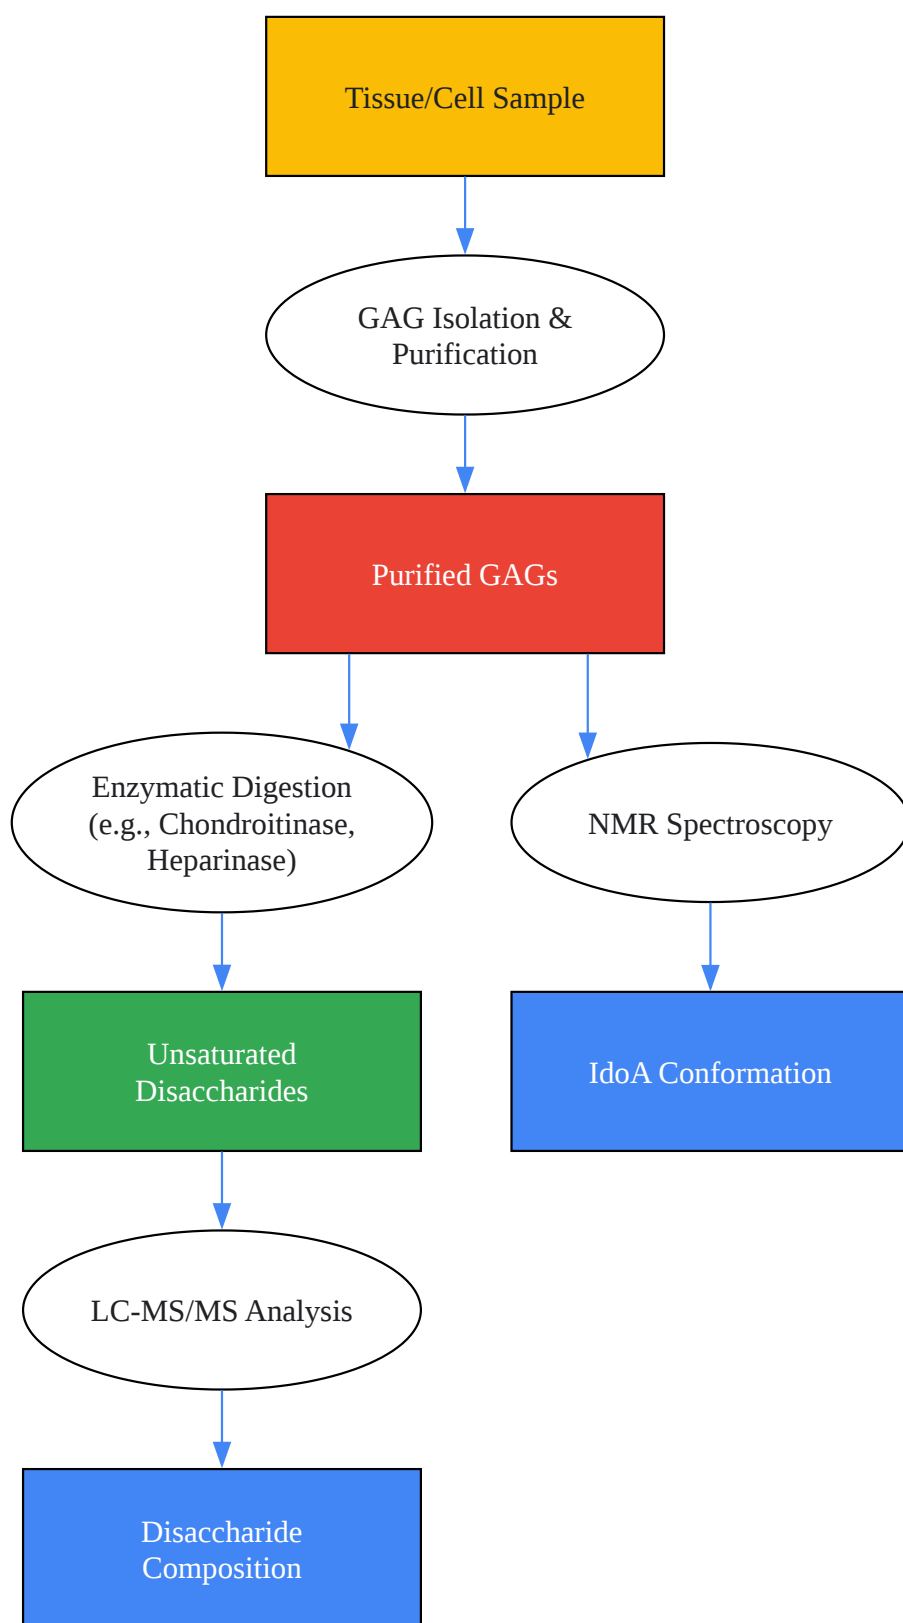 Tissue/Cell Sample
GAG Isolation &
Purification
Purified GAGs
Enzymatic Digestion
(e.g., Chondroitinase,
Heparinase)
NMR Spectroscopy
Unsaturated
Disaccharides
IdoA Conformation
LC-MS/MS Analysis
Disaccharide
Composition